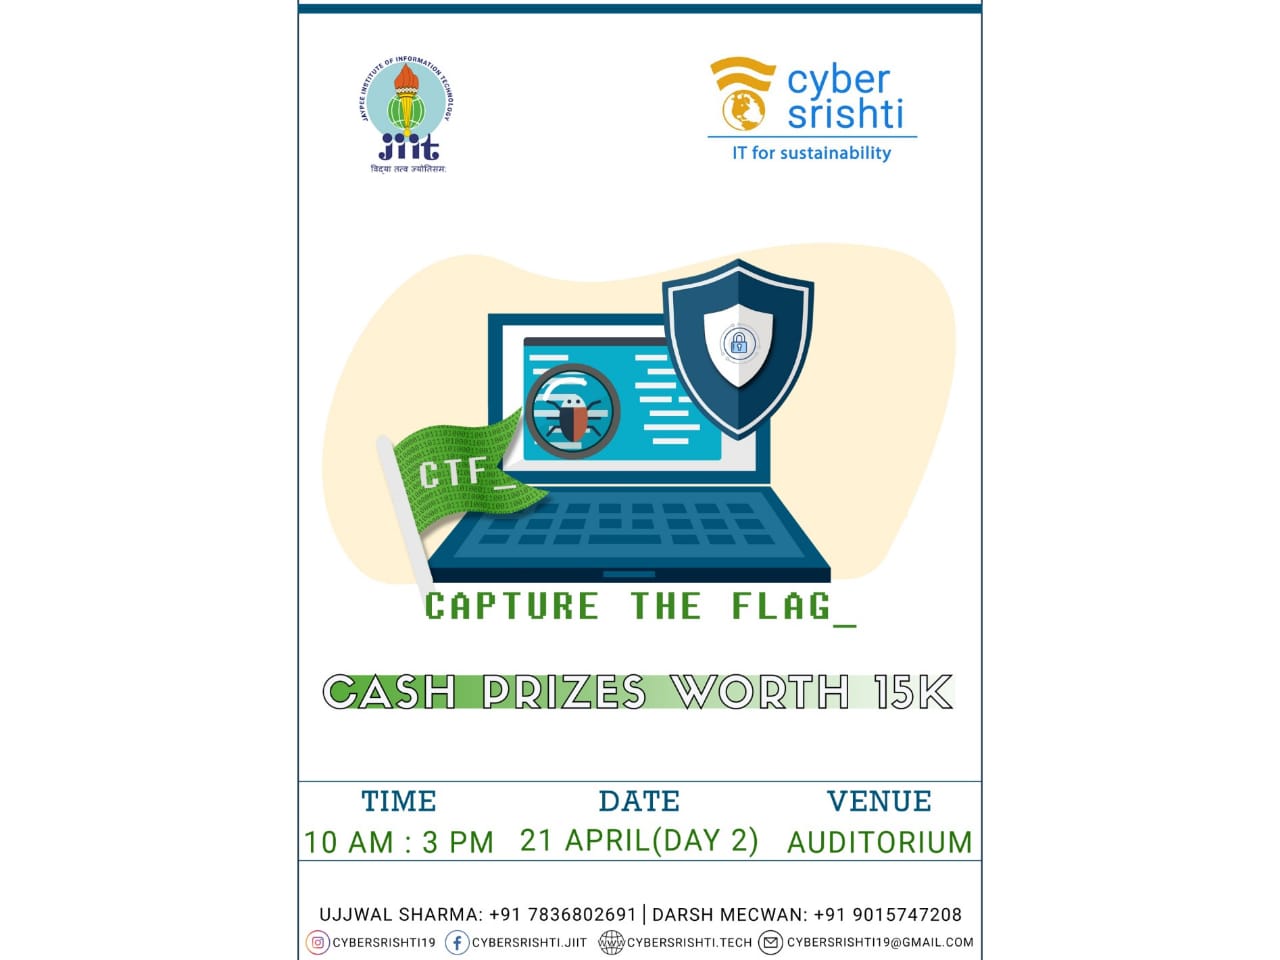 JAYPEE INSTITUTE OF INFORMATION TECHNOLOGY
jiit
विद्या तत्व ज्योतिसम:
cyber
srishti
IT for sustainability
CTF_
CAPTURE THE FLAG_
CASH PRIZES WORTH 15K
TIME DATE VENUE
10 AM : 3 PM 21 APRIL(DAY 2) AUDITORIUM
UJJWAL SHARMA: +91 7836802691 | DARSH MECWAN: +91 9015747208
CYBERSRISHTI19 CYBERSRISHTI.JIIT WWW CYBERSRISHTI.TECH CYBERSRISHTI19@GMAIL.COM